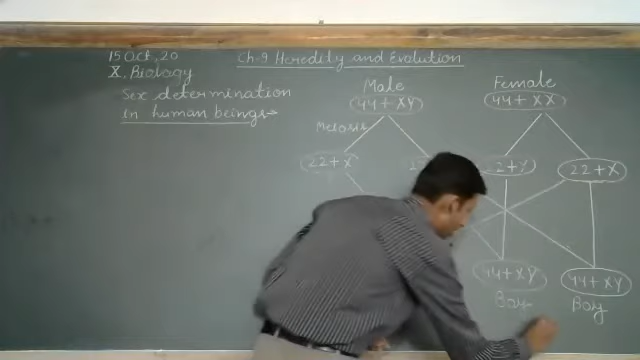 15 Oct, 20
Ch-9 Heredity and Evolution
X, Biology
Sex determination
in human beings→
Male
Female
44+XY
44+XX
Meiosis
22+X
22+X
44+XY
44+XY
Boy
Boy